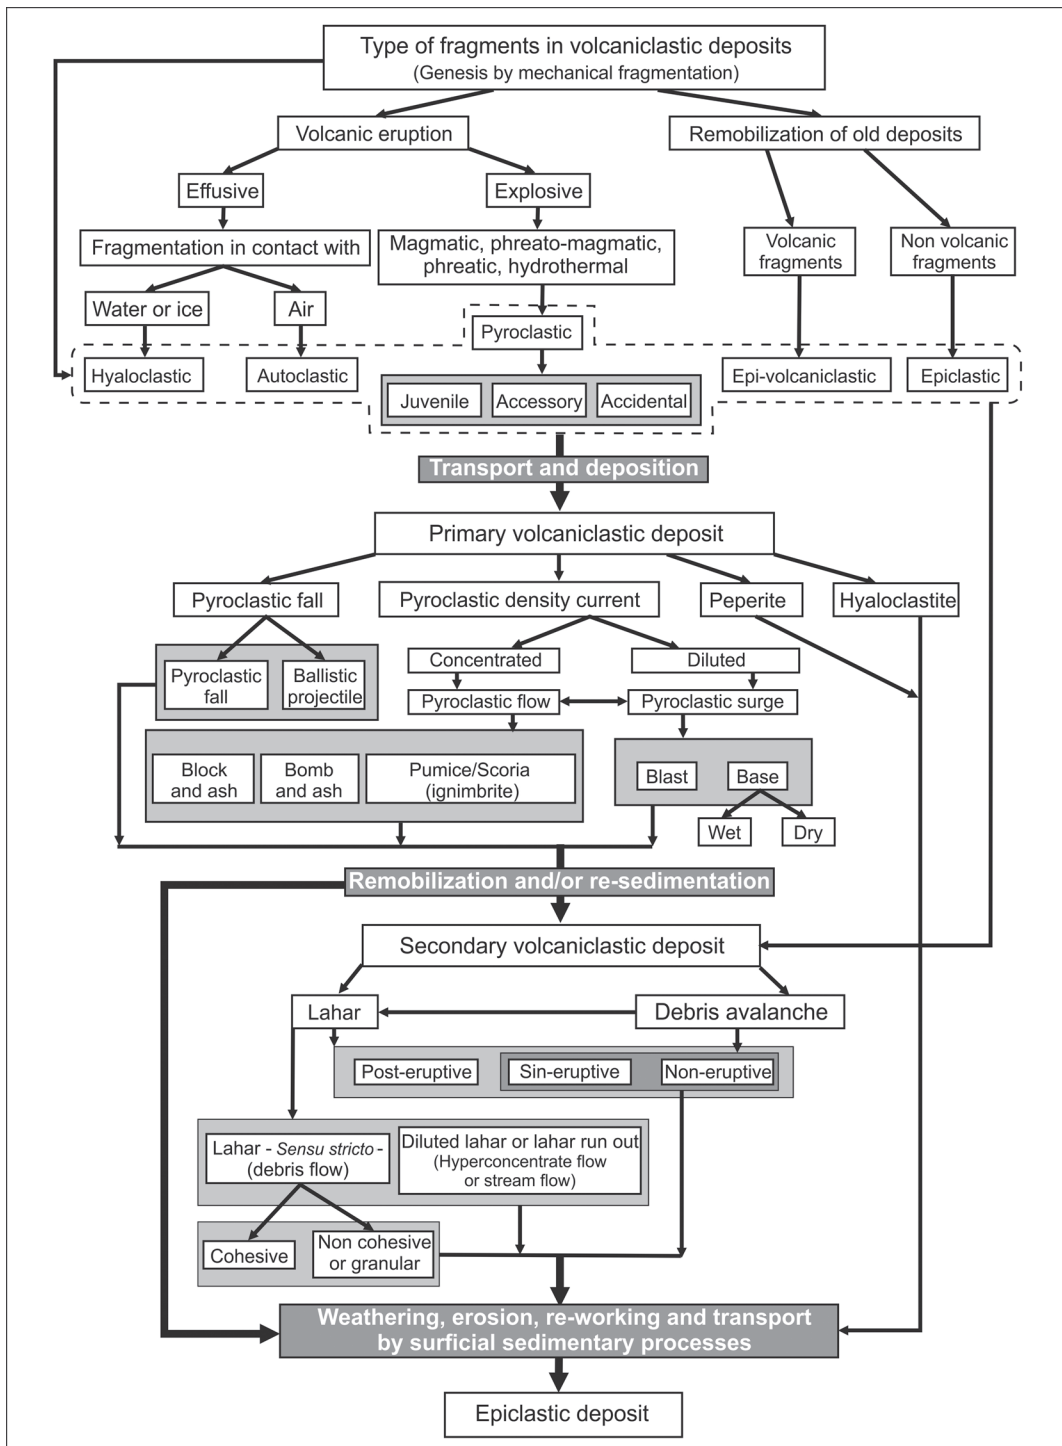 Type of fragments in volcaniclastic deposits
(Genesis by mechanical fragmentation)
Volcanic eruption
Remobilization of old deposits
Effusive
Explosive
Fragmentation in contact with
Magmatic, phreato-magmatic,
phreatic, hydrothermal
Volcanic
fragments
Non volcanic
fragments
Water or ice
Air
Pyroclastic
Hyaloclastic
Autoclastic
Epi-volcaniclastic
Epiclastic
Juvenile
Accessory
Accidental
Transport and deposition
Primary volcaniclastic deposit
Pyroclastic fall
Pyroclastic density current
Peperite
Hyaloclastite
Concentrated
Diluted
Pyroclastic
fall
Ballistic
projectile
Pyroclastic flow
Pyroclastic surge
Block
and ash
Bomb
and ash
Pumice/Scoria
(ignimbrite)
Blast
Base
Wet
Dry
Remobilization and/or re-sedimentation
Secondary volcaniclastic deposit
Lahar
Debris avalanche
Post-eruptive
Sin-eruptive
Non-eruptive
Lahar - Sensu stricto -
(debris flow)
Diluted lahar or lahar run out
(Hyperconcentrate flow
or stream flow)
Cohesive
Non cohesive
or granular
Weathering, erosion, re-working and transport
by surficial sedimentary processes
Epiclastic deposit